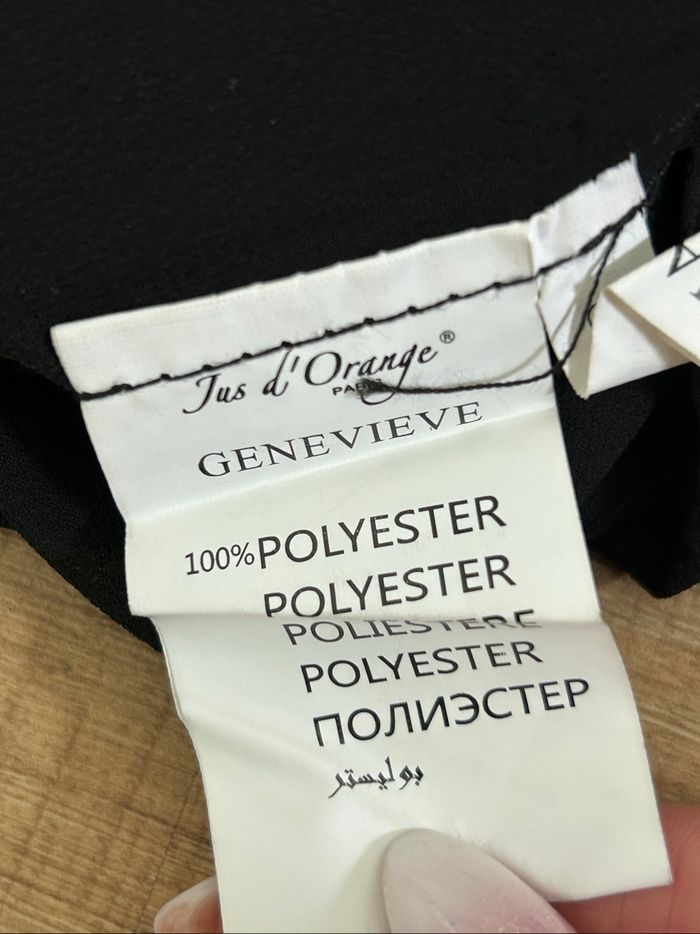 Jus d'Orange®
PARIS
GENEVIEVE
100%POLYESTER
POLYESTER
POLIESTERE
POLYESTER
ПОЛИЭСТЕР
بوليستر